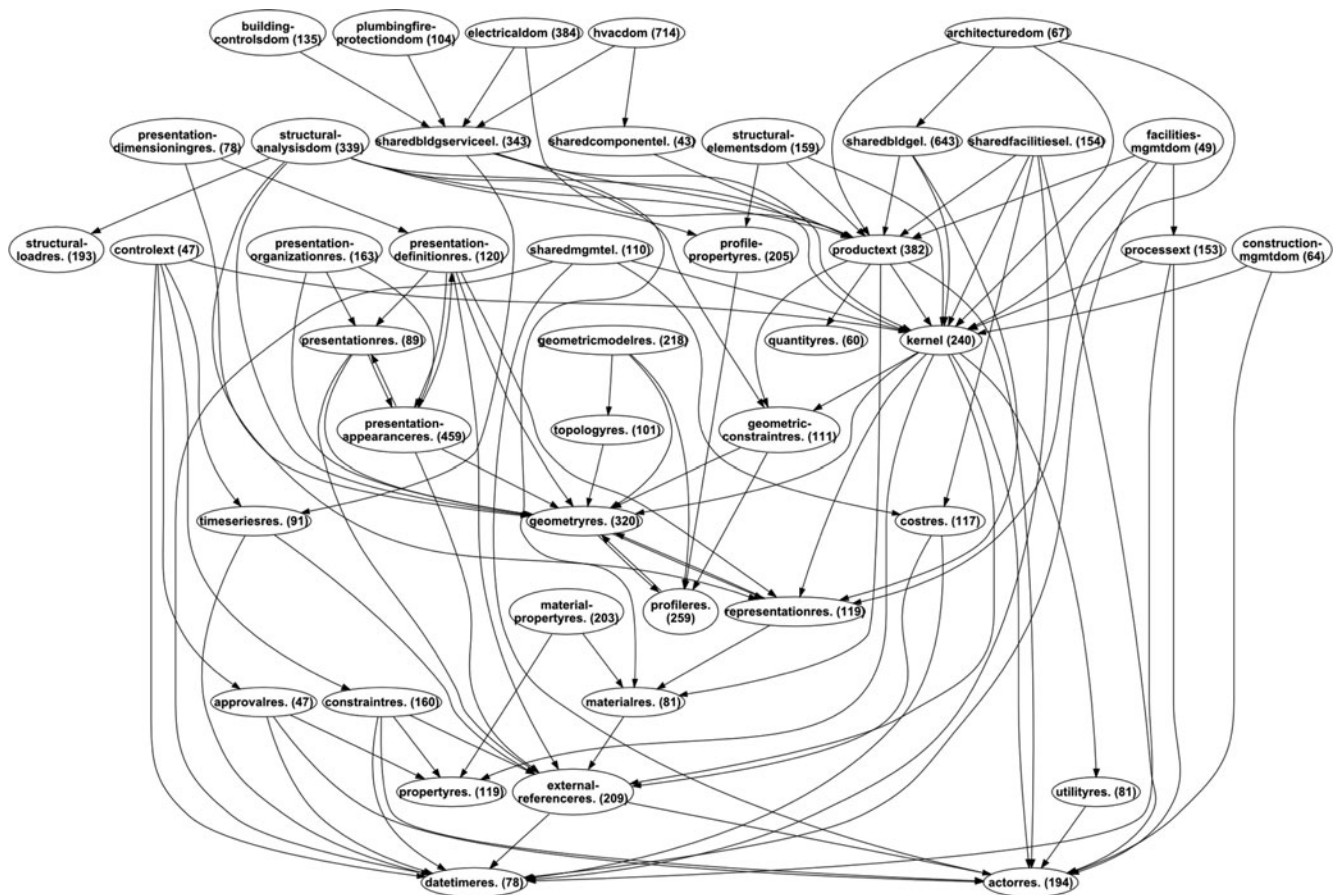 building-
controlsdom (135)
plumbingfire-
protectiondom (104)
electricaldom (384)
hvacdom (714)
architecturedom (67)
presentation-
dimensioningres. (78)
structural-
analysisdom (339)
sharedbldgserviceel. (343)
sharedcomponentel. (43)
structural-
elementsdom (159)
sharedbldgel. (643)
sharedfacilitiesel. (154)
facilities-
mgmtdom (49)
structural-
loadres. (193)
controlext (47)
presentation-
organizationres. (163)
presentation-
definitionres. (120)
sharedmgmtel. (110)
profile-
propertyres. (205)
productext (382)
processext (153)
construction-
mgmtdom (64)
presentationres. (89)
geometricmodelres. (218)
quantityres. (60)
kernel (240)
presentation-
appearanceres. (459)
topologyres. (101)
geometric-
constraintres. (111)
timeseriesres. (91)
geometryres. (320)
costres. (117)
material-
propertyres. (203)
profileres.
(259)
representationres. (119)
approvalres. (47)
constraintres. (160)
materialres. (81)
propertyres. (119)
external-
referenceres. (209)
utilityres. (81)
datetimeres. (78)
actorres. (194)